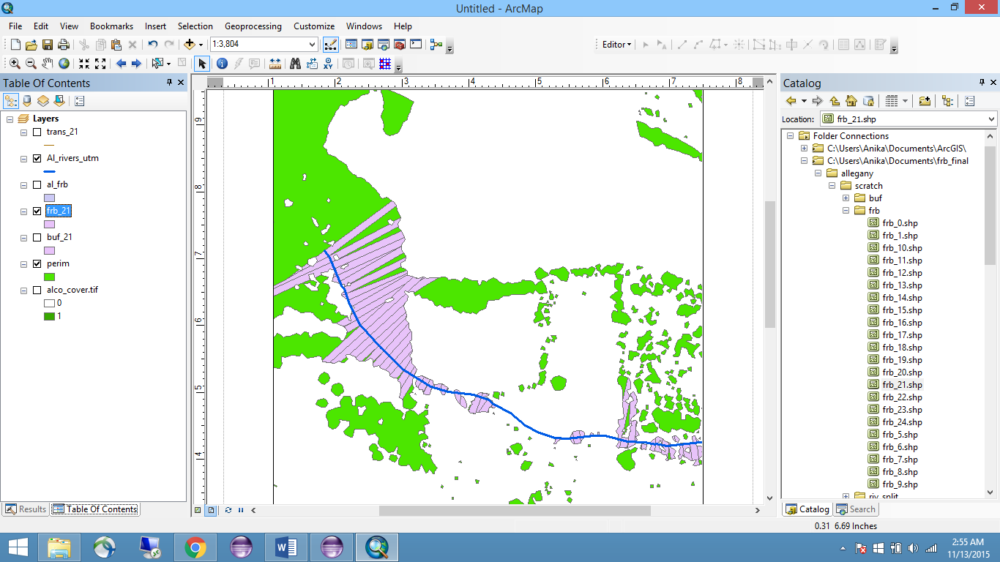 Untitled - ArcMap
File Edit View Bookmarks Insert Selection Geoprocessing Customize Windows Help
1:3,804
Editor
XY
Table Of Contents
Layers
trans_21
Al_rivers_utm
al_frb
frb_21
buf_21
perim
alco_cover.tif
0
1
Results Table Of Contents
1 2 3 4 5 6 7 8
9
8
7
6
5
4
Catalog
Location: frb_21.shp
Folder Connections
C:\Users\Anika\Documents\ArcGIS\
C:\Users\Anika\Documents\frb_final
allegany
scratch
buf
frb
frb_0.shp
frb_1.shp
frb_10.shp
frb_11.shp
frb_12.shp
frb_13.shp
frb_14.shp
frb_15.shp
frb_16.shp
frb_17.shp
frb_18.shp
frb_19.shp
frb_20.shp
frb_21.shp
frb_22.shp
frb_23.shp
frb_24.shp
frb_5.shp
frb_6.shp
frb_7.shp
frb_8.shp
frb_9.shp
riv_split
Catalog Search
0.31 6.69 Inches
2:55 AM
11/13/2015